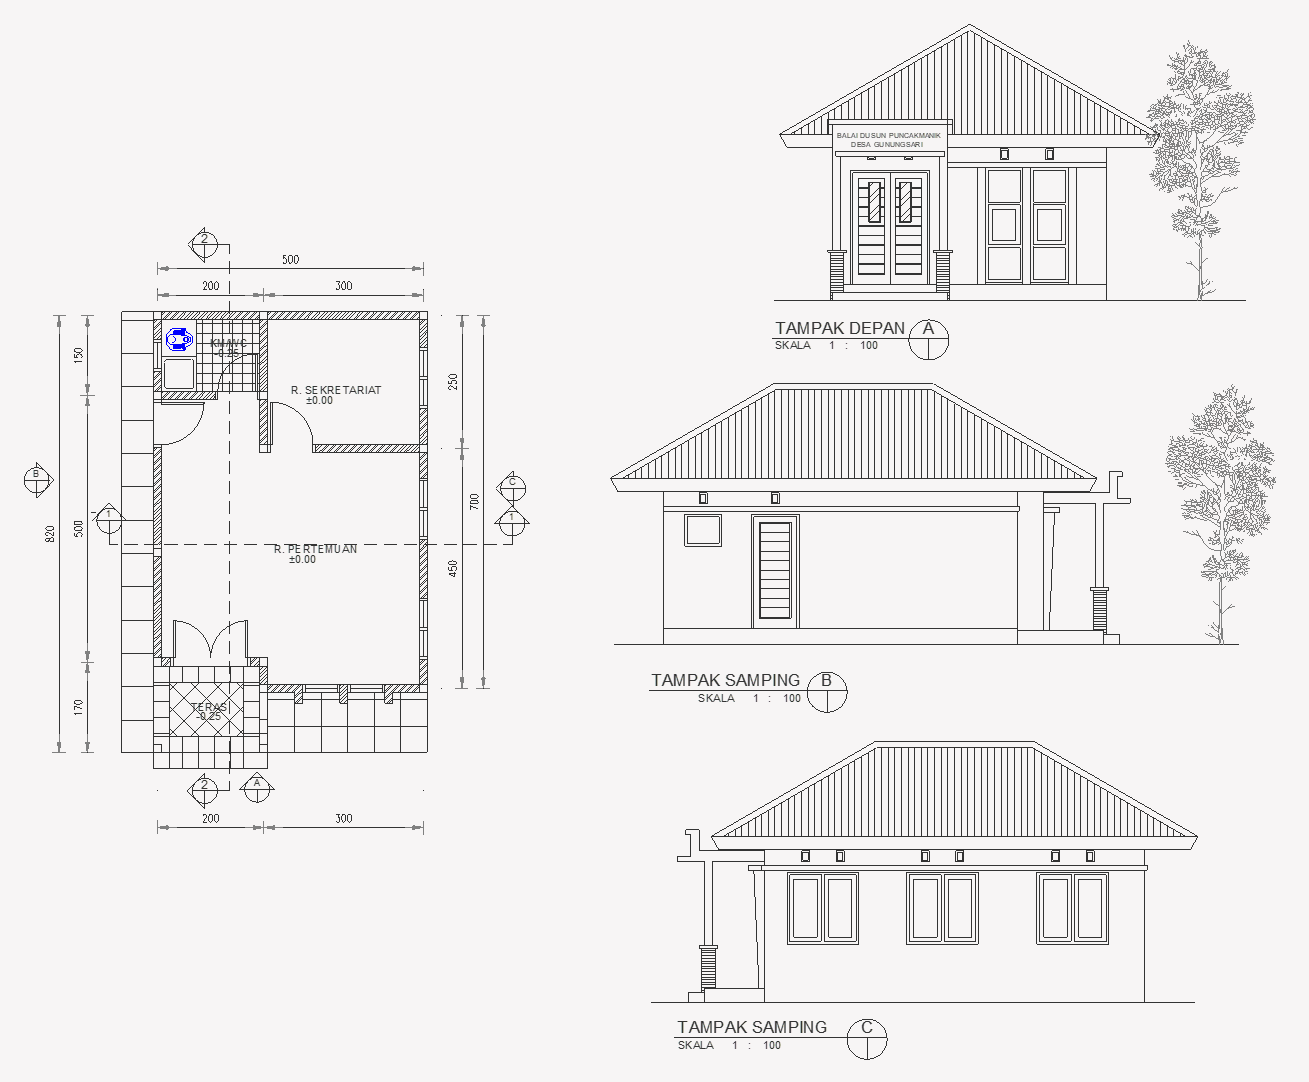 2
500
200
300
KM/WC
-0.25
150
R. SEKRETARIAT
±0.00
250
B
820
500
1
C
1
700
R. PERTEMUAN
±0.00
450
170
TERAS
-0.25
2
A
200
300
BALAI DUSUN PUNCAKMANIK
DESA GUNUNGSARI
TAMPAK DEPAN A
SKALA 1 : 100
TAMPAK SAMPING B
SKALA 1 : 100
TAMPAK SAMPING C
SKALA 1 : 100